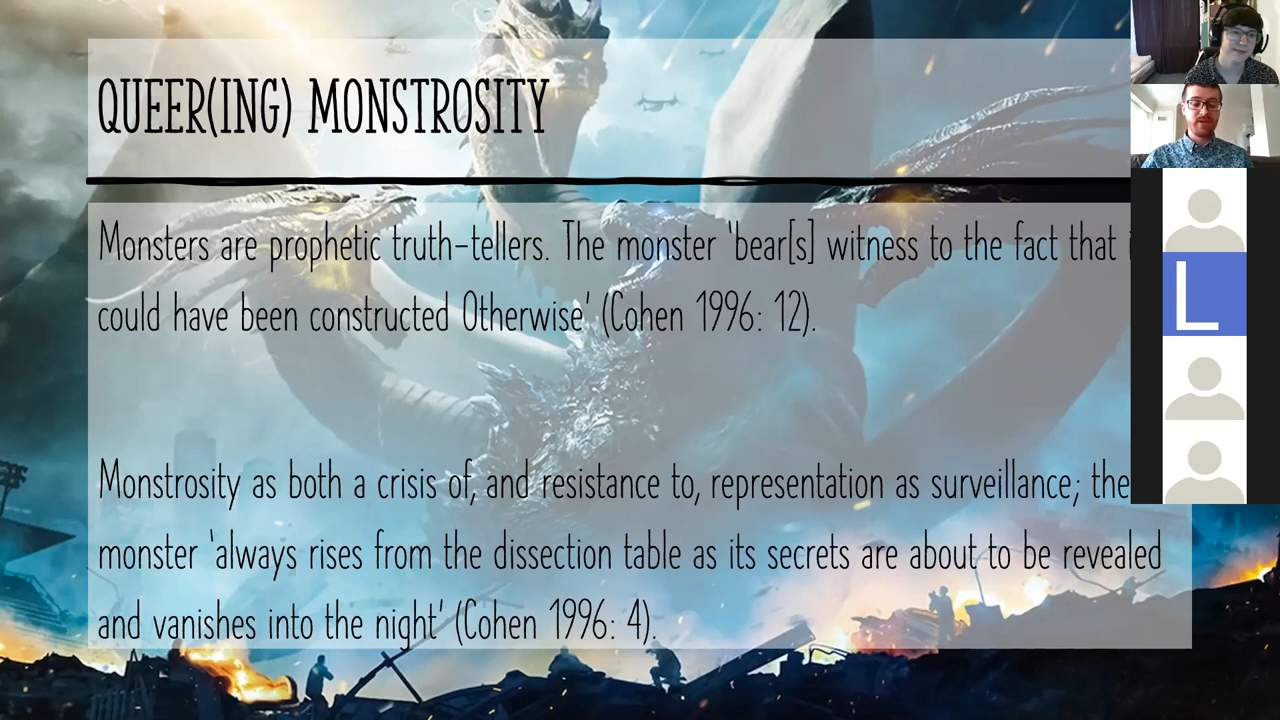 QUEER(ING) MONSTROSITY
Monsters are prophetic truth-tellers. The monster 'bear[s] witness to the fact that
could have been constructed Otherwise' (Cohen 1996: 12).
Monstrosity as both a crisis of, and resistance to, representation as surveillance; the
monster 'always rises from the dissection table as its secrets are about to be revealed
and vanishes into the night' (Cohen 1996: 4).
L